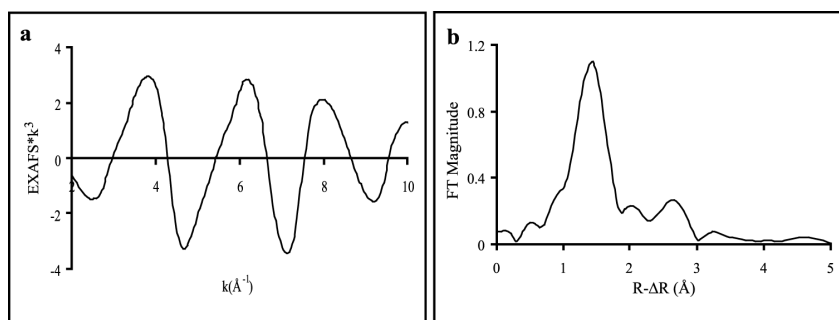 a
4
2
0
-2
-4
2 4 6 8 10
EXAFS*k³
k(Å⁻¹)
b
1.2
0.8
0.4
0
0 1 2 3 4 5
FT Magnitude
R-ΔR (Å)